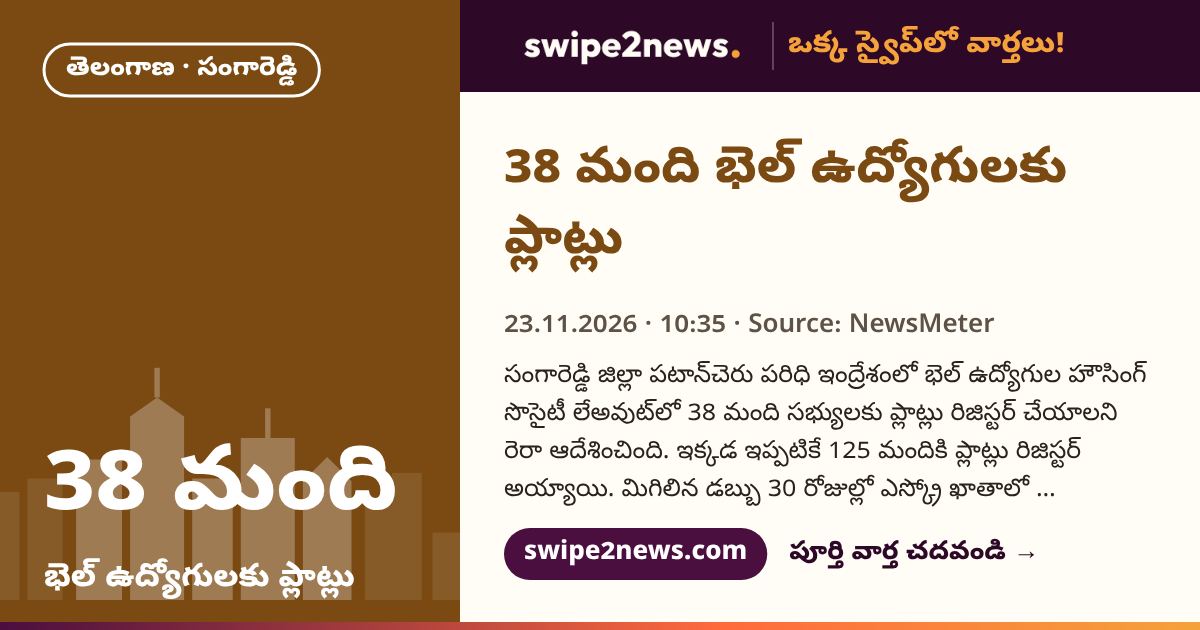 తెలంగాణ · సంగారెడ్డి
38 మంది
భెల్ ఉద్యోగులకు ప్లాట్లు
swipe2news.
ఒక్క స్వైప్‌లో వార్తలు!
38 మంది భెల్ ఉద్యోగులకు
ప్లాట్లు
23.11.2026 · 10:35 · Source: NewsMeter
సంగారెడ్డి జిల్లా పటాన్‌చెరు పరిధి ఇంద్రేశంలో భెల్ ఉద్యోగుల హౌసింగ్
సొసైటీ లేఅవుట్‌లో 38 మంది సభ్యులకు ప్లాట్లు రిజిస్టర్ చేయాలని
రెరా ఆదేశించింది. ఇక్కడ ఇప్పటికే 125 మందికి ప్లాట్లు రిజిస్టర్
అయ్యాయి. మిగిలిన డబ్బు 30 రోజుల్లో ఎస్క్రో ఖాతాలో ...
swipe2news.com
పూర్తి వార్త చదవండి →